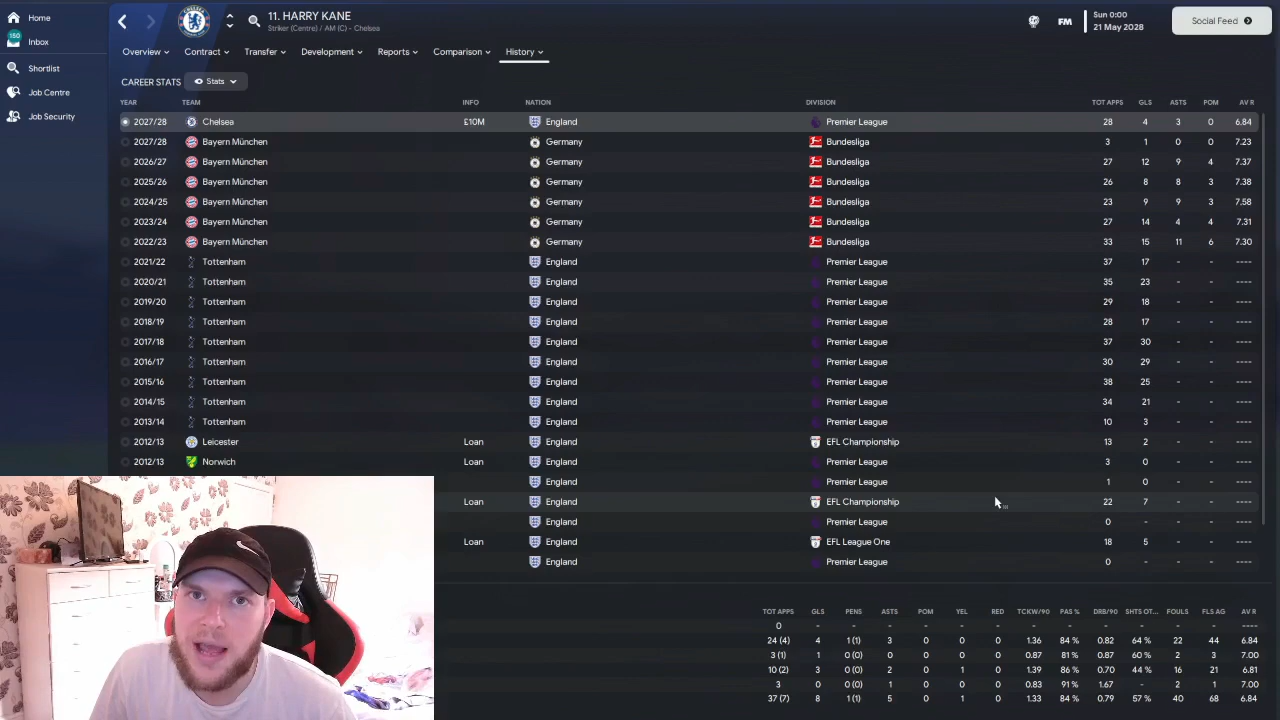 Home
150
Inbox
Shortlist
Job Centre
Job Security
11. HARRY KANE
Striker (Centre) / AM (C) - Chelsea
FM
Sun 0:00
21 May 2028
Social Feed
Overview Contract Transfer Development Reports Comparison History
CAREER STATS Stats
YEAR TEAM INFO NATION DIVISION TOT APPS GLS ASTS POM AV R
2027/28 Chelsea £10M England Premier League 28 4 3 0 6.84
2027/28 Bayern München Germany Bundesliga 3 1 0 0 7.23
2026/27 Bayern München Germany Bundesliga 27 12 9 4 7.37
2025/26 Bayern München Germany Bundesliga 26 8 8 3 7.38
2024/25 Bayern München Germany Bundesliga 23 9 9 3 7.58
2023/24 Bayern München Germany Bundesliga 27 14 4 4 7.31
2022/23 Bayern München Germany Bundesliga 33 15 11 6 7.30
2021/22 Tottenham England Premier League 37 17 - - ----
2020/21 Tottenham England Premier League 35 23 - - ----
2019/20 Tottenham England Premier League 29 18 - - ----
2018/19 Tottenham England Premier League 28 17 - - ----
2017/18 Tottenham England Premier League 37 30 - - ----
2016/17 Tottenham England Premier League 30 29 - - ----
2015/16 Tottenham England Premier League 38 25 - - ----
2014/15 Tottenham England Premier League 34 21 - - ----
2013/14 Tottenham England Premier League 10 3 - - ----
2012/13 Leicester Loan England EFL Championship 13 2 - - ----
2012/13 Norwich Loan England Premier League 3 0 - - ----
England Premier League 1 0 - - ----
Loan England EFL Championship 22 7 - - ----
England Premier League 0 - - - ----
Loan England EFL League One 18 5 - - ----
England Premier League 0 - - - ----
TOT APPS GLS PENS ASTS POM YEL RED TCKW/90 PAS % DRB/90 SHTS OT... FOULS FLS AG AV R
0 - - - - - - - - - - - - ----
24 (4) 4 1 (1) 3 0 0 0 1.36 84 % 0.82 64 % 22 44 6.84
3 (1) 1 0 (0) 0 0 0 0 0.87 81 % 0.88 60 % 2 3 7.00
10 (2) 3 0 (0) 2 0 1 0 1.39 86 % 0.70 44 % 16 21 6.81
3 0 0 (0) 1 0 0 0 0.83 91 % 1.67 - 2 1 7.00
37 (7) 8 1 (1) 5 0 1 0 1.33 84 % 0.79 57 % 40 68 6.84